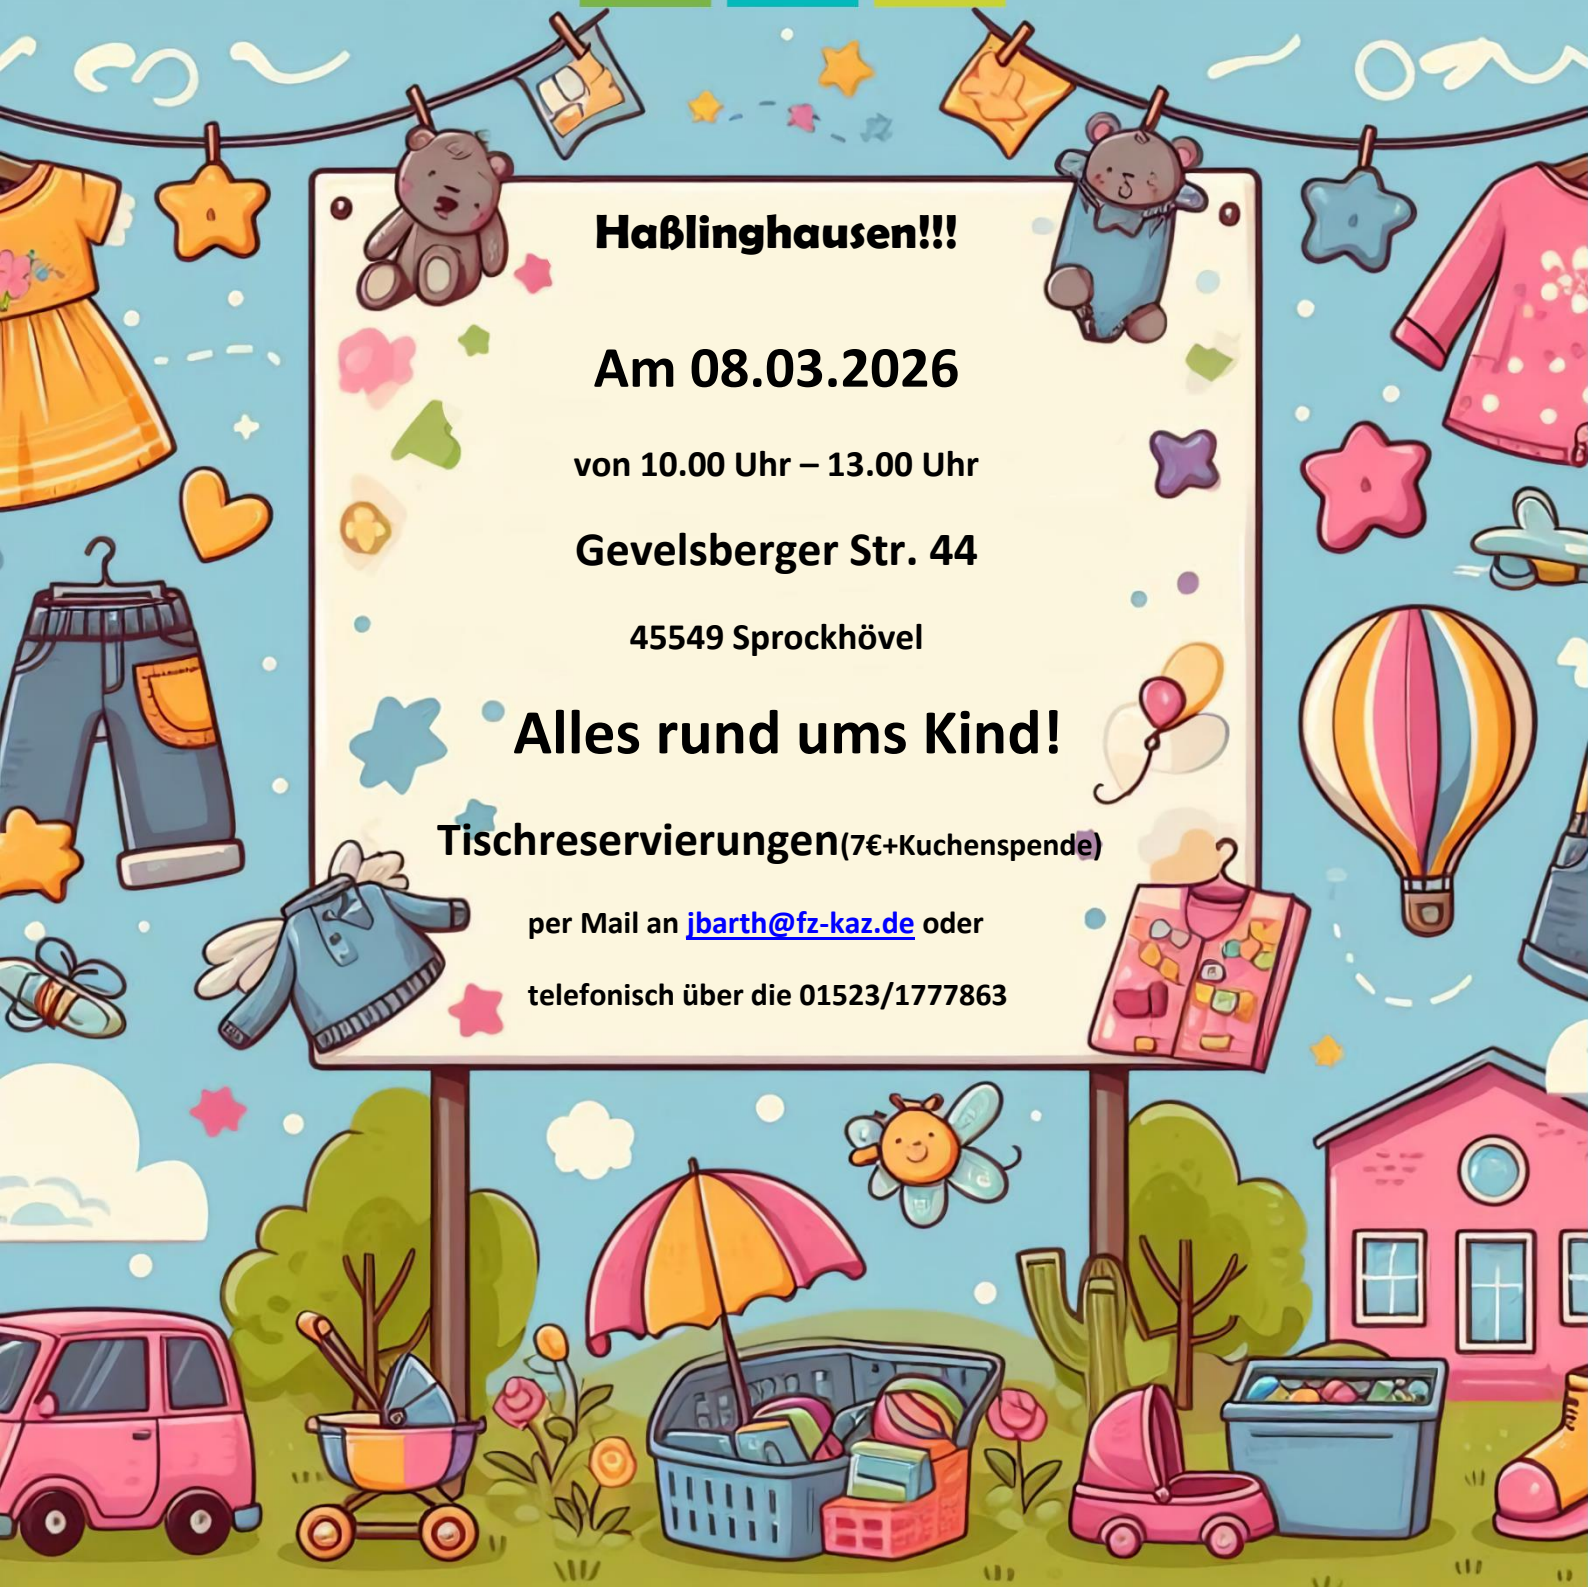 Haßlinghausen!!!
Am 08.03.2026
von 10.00 Uhr – 13.00 Uhr
Gevelsberger Str. 44
45549 Sprockhövel
Alles rund ums Kind!
Tischreservierungen(7€+Kuchenspende)
per Mail an jbarth@fz-kaz.de oder
telefonisch über die 01523/1777863